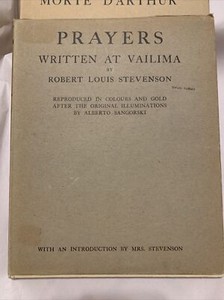 MORTE D'ARTHUR
PRAYERS
WRITTEN AT VAILIMA
BY
ROBERT LOUIS STEVENSON
REPRODUCED IN COLOURS AND GOLD
AFTER THE ORIGINAL ILLUMINATIONS
BY ALBERTO SANGORSKI
WITH AN INTRODUCTION BY MRS. STEVENSON